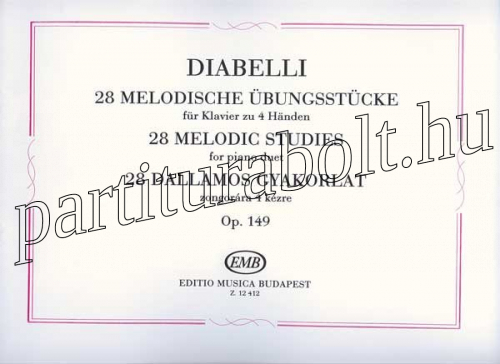 DIABELLI
28 MELODISCHE ÜBUNGSSTÜCKE
für Klavier zu 4 Händen
28 MELODIC STUDIES
for piano duet
28 DALLAMOS GYAKORLAT
zongorára 4 kézre
Op. 149
EMB
EDITIO MUSICA BUDAPEST
Z. 12 412
partiturabolt.hu